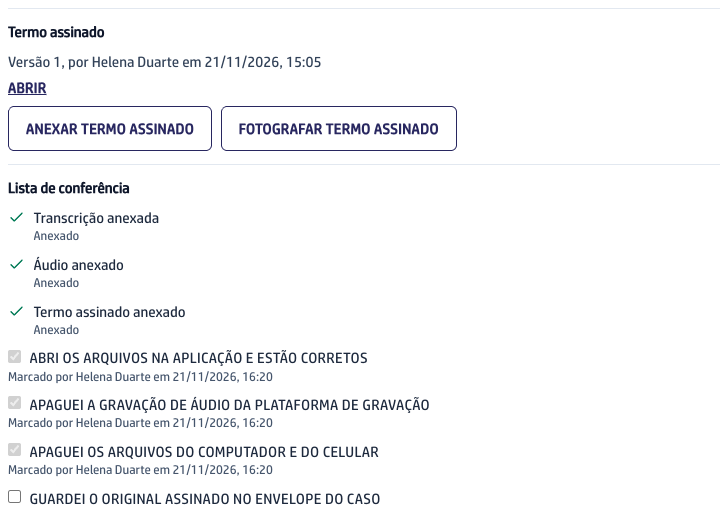 Termo assinado
Versão 1, por Helena Duarte em 21/11/2026, 15:05
ABRIR
ANEXAR TERMO ASSINADO
FOTOGRAFAR TERMO ASSINADO
Lista de conferência
Transcrição anexada
Anexado
Áudio anexado
Anexado
Termo assinado anexado
Anexado
ABRI OS ARQUIVOS NA APLICAÇÃO E ESTÃO CORRETOS
Marcado por Helena Duarte em 21/11/2026, 16:20
APAGUEI A GRAVAÇÃO DE ÁUDIO DA PLATAFORMA DE GRAVAÇÃO
Marcado por Helena Duarte em 21/11/2026, 16:20
APAGUEI OS ARQUIVOS DO COMPUTADOR E DO CELULAR
Marcado por Helena Duarte em 21/11/2026, 16:20
GUARDEI O ORIGINAL ASSINADO NO ENVELOPE DO CASO